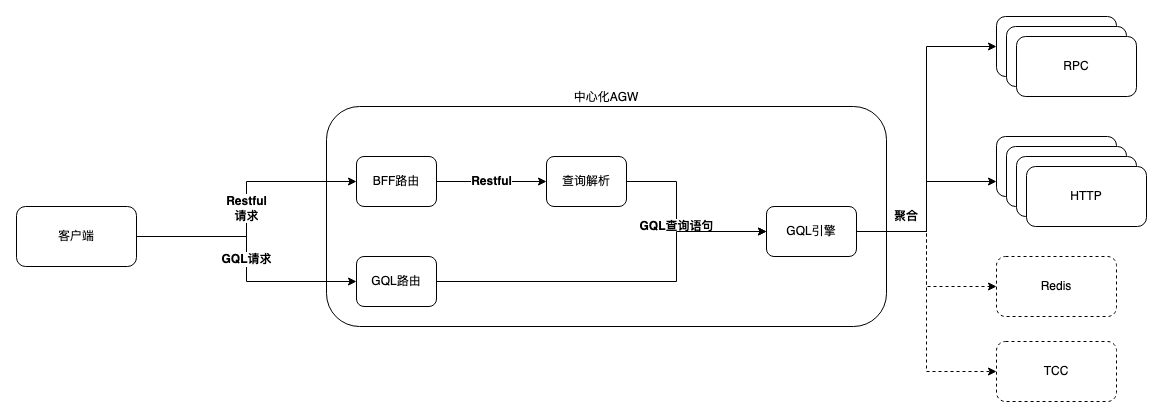 中心化AGW
客户端
Restful
请求
GQL请求
BFF路由
Restful
查询解析
GQL路由
GQL查询语句
GQL引擎
聚合
RPC
HTTP
Redis
TCC